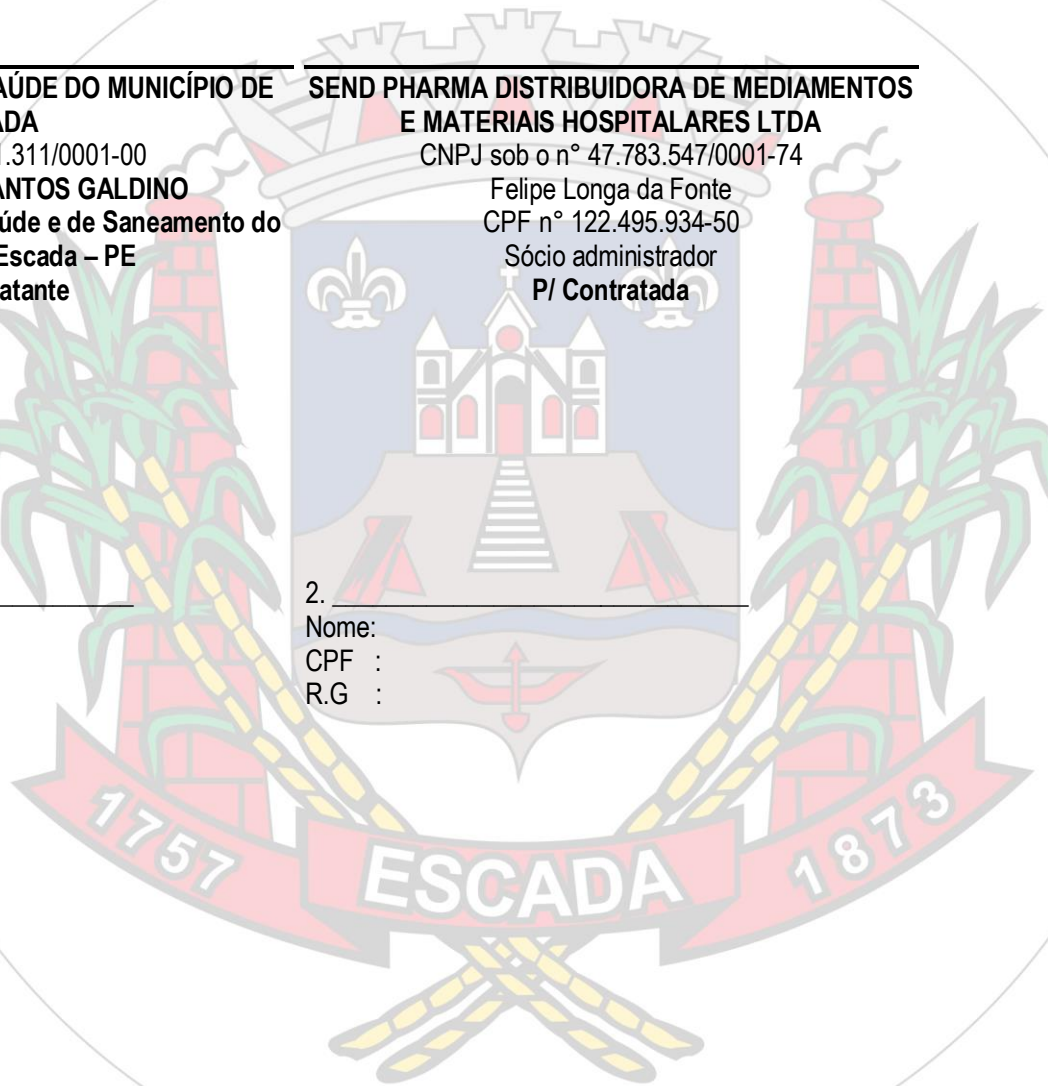 AÚDE DO MUNICÍPIO DE
ADA
1.311/0001-00
ANTOS GALDINO
úde e de Saneamento do
Escada – PE
atante
SEND PHARMA DISTRIBUIDORA DE MEDIAMENTOS
E MATERIAIS HOSPITALARES LTDA
CNPJ sob o n° 47.783.547/0001-74
Felipe Longa da Fonte
CPF n° 122.495.934-50
Sócio administrador
P/ Contratada
2. ________________________________
Nome:
CPF :
R.G :
1757 ESCADA 1873